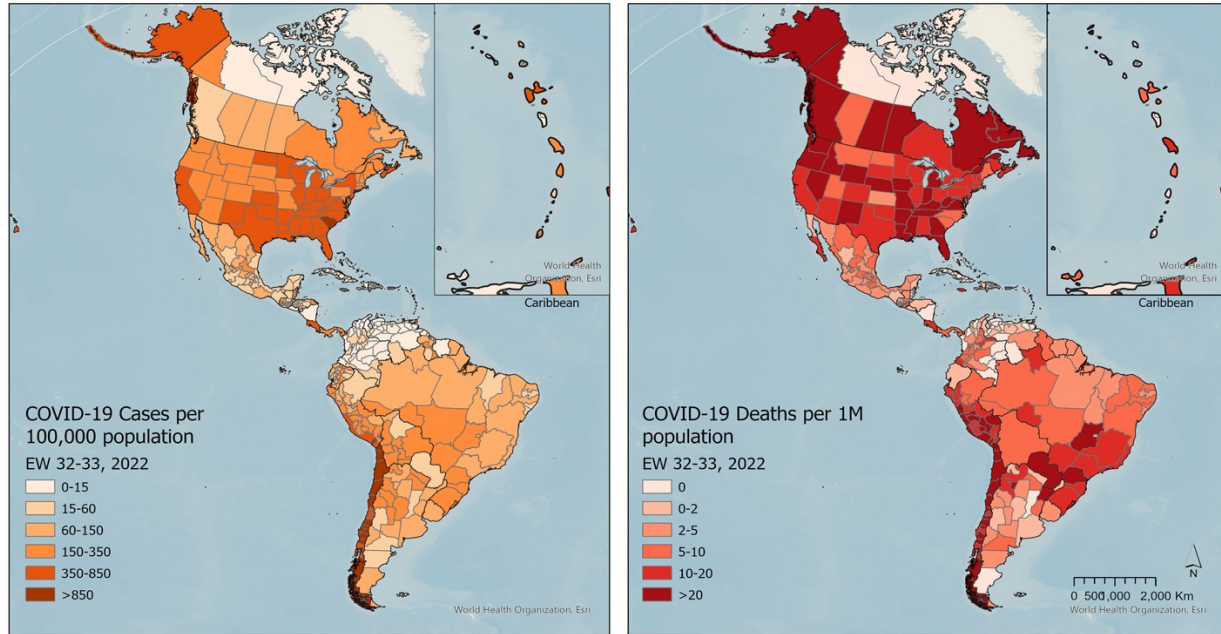 World Health
Organization, Esri
Caribbean
COVID-19 Cases per
100,000 population
EW 32-33, 2022
0-15
15-60
60-150
150-350
350-850
>850
World Health Organization, Esri
World Health
Organization, Esri
Caribbean
COVID-19 Deaths per 1M
population
EW 32-33, 2022
0
0-2
2-5
5-10
10-20
>20
N
0 500 1,000 2,000 Km
World Health Organization, Esri